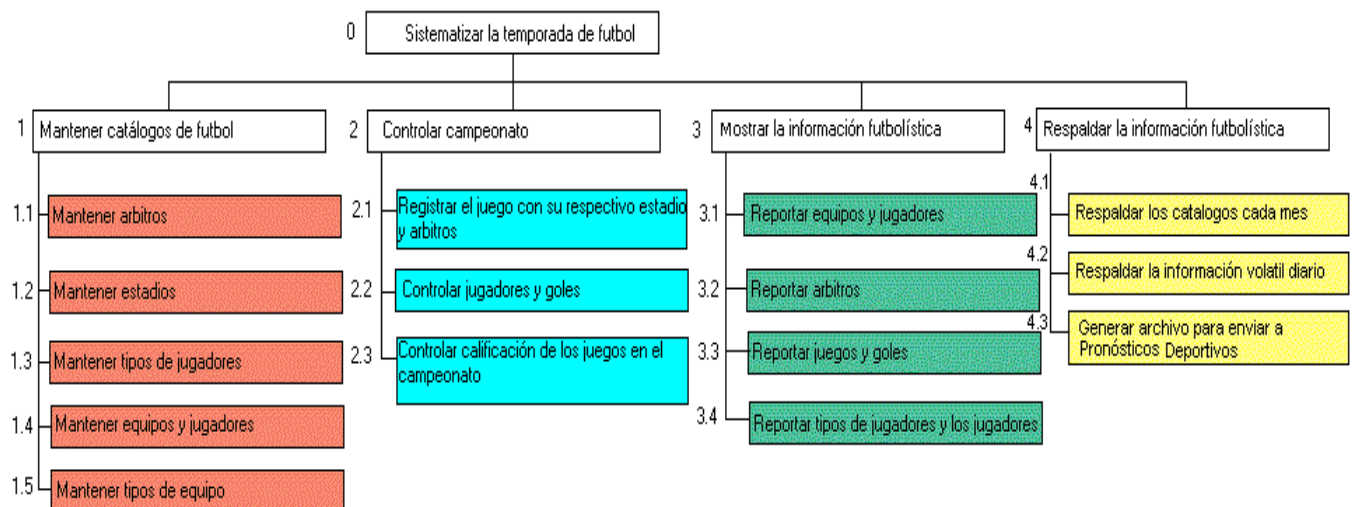 0 Sistematizar la temporada de futbol
1 Mantener catálogos de futbol
1.1 Mantener arbitros
1.2 Mantener estadios
1.3 Mantener tipos de jugadores
1.4 Mantener equipos y jugadores
1.5 Mantener tipos de equipo
2 Controlar campeonato
2.1 Registrar el juego con su respectivo estadio
y arbitros
2.2 Controlar jugadores y goles
2.3 Controlar calificación de los juegos en el
campeonato
3 Mostrar la información futbolística
3.1 Reportar equipos y jugadores
3.2 Reportar arbitros
3.3 Reportar juegos y goles
3.4 Reportar tipos de jugadores y los jugadores
4 Respaldar la información futbolística
4.1 Respaldar los catalogos cada mes
4.2 Respaldar la información volatil diario
4.3 Generar archivo para enviar a
Pronósticos Deportivos